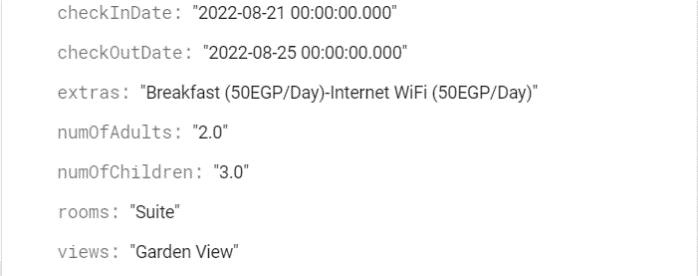 checkInDate: "2022-08-21 00:00:00.000"
checkOutDate: "2022-08-25 00:00:00.000"
extras: "Breakfast (50EGP/Day)-Internet WiFi (50EGP/Day)"
numOfAdults: "2.0"
numOfChildren: "3.0"
rooms: "Suite"
views: "Garden View"